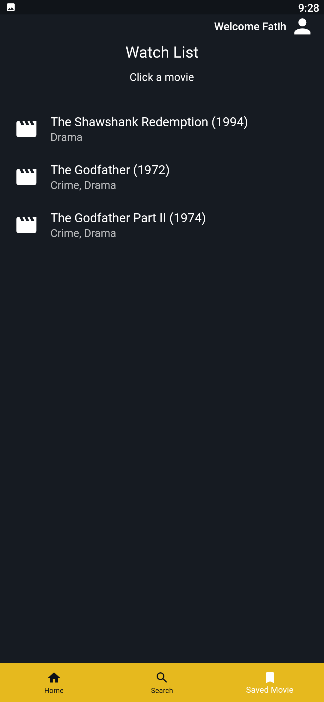 9:28
Welcome Fatih
Watch List
Click a movie
The Shawshank Redemption (1994)
Drama
The Godfather (1972)
Crime, Drama
The Godfather Part II (1974)
Crime, Drama
Home
Search
Saved Movie